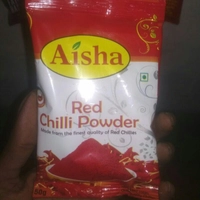 Aisha
Red
Chilli Powder
Made from the finest quality of Red Chillies